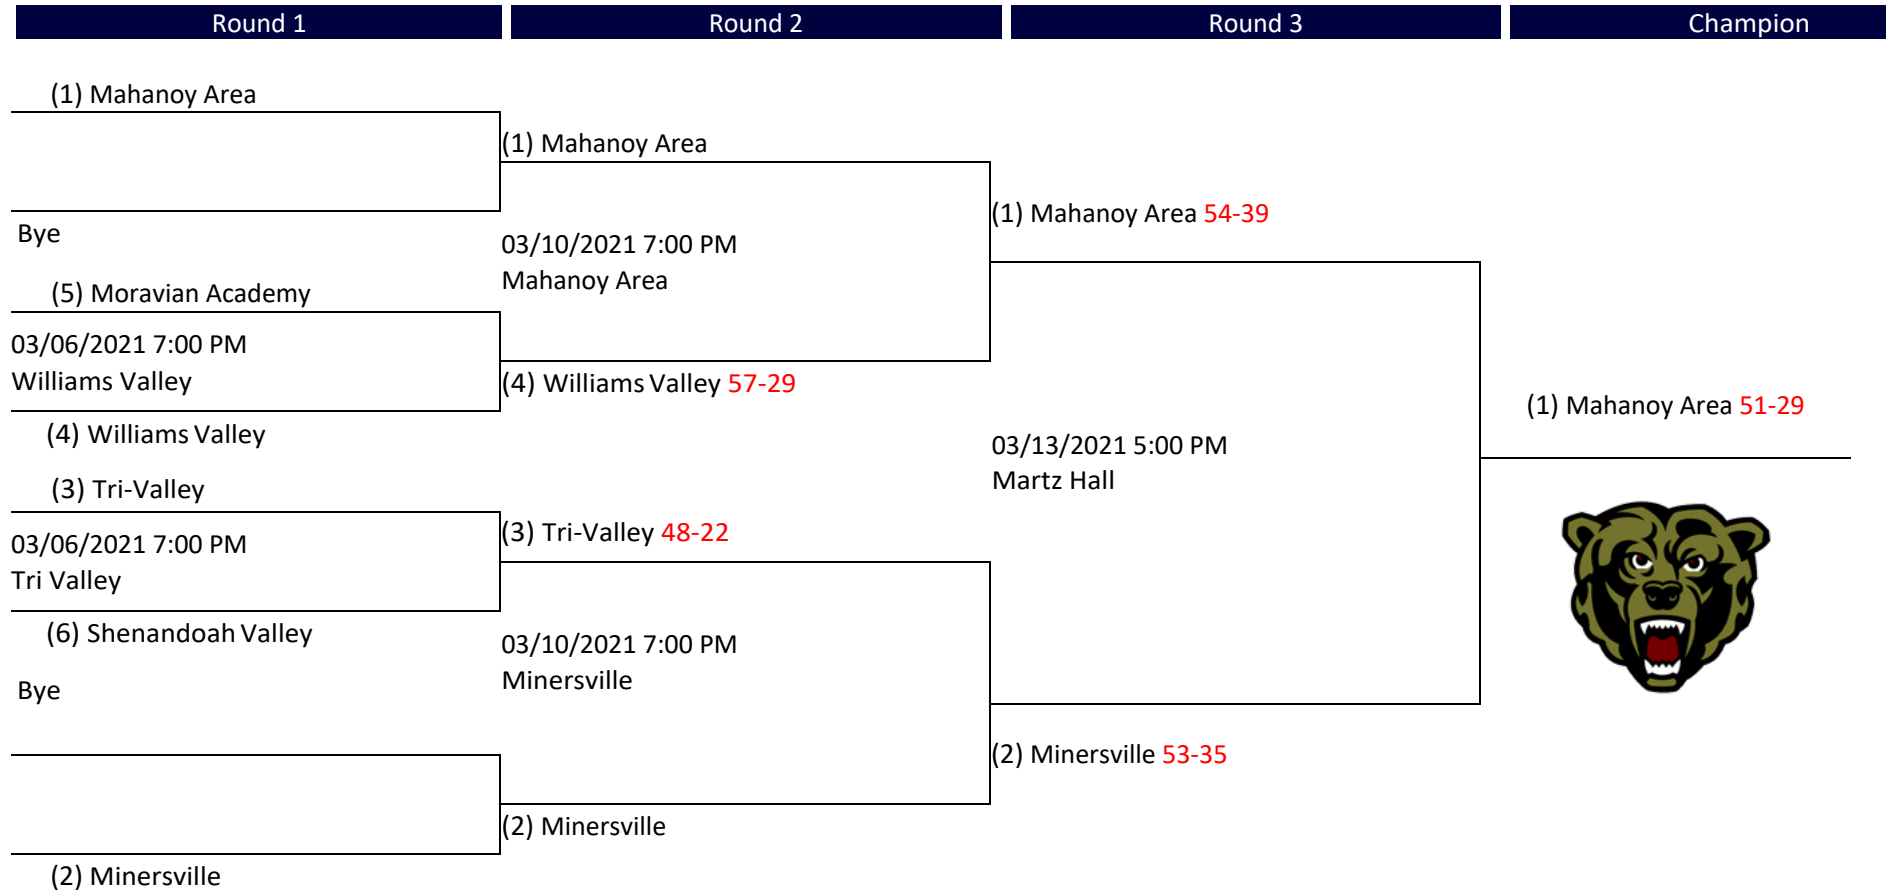 Round 1
Round 2
Round 3
Champion
(1) Mahanoy Area
Bye
(5) Moravian Academy
03/06/2021 7:00 PM
Williams Valley
(4) Williams Valley
(3) Tri-Valley
03/06/2021 7:00 PM
Tri Valley
(6) Shenandoah Valley
Bye
(2) Minersville
(1) Mahanoy Area
03/10/2021 7:00 PM
Mahanoy Area
(4) Williams Valley 57-29
(3) Tri-Valley 48-22
03/10/2021 7:00 PM
Minersville
(2) Minersville
(1) Mahanoy Area 54-39
03/13/2021 5:00 PM
Martz Hall
(2) Minersville 53-35
(1) Mahanoy Area 51-29